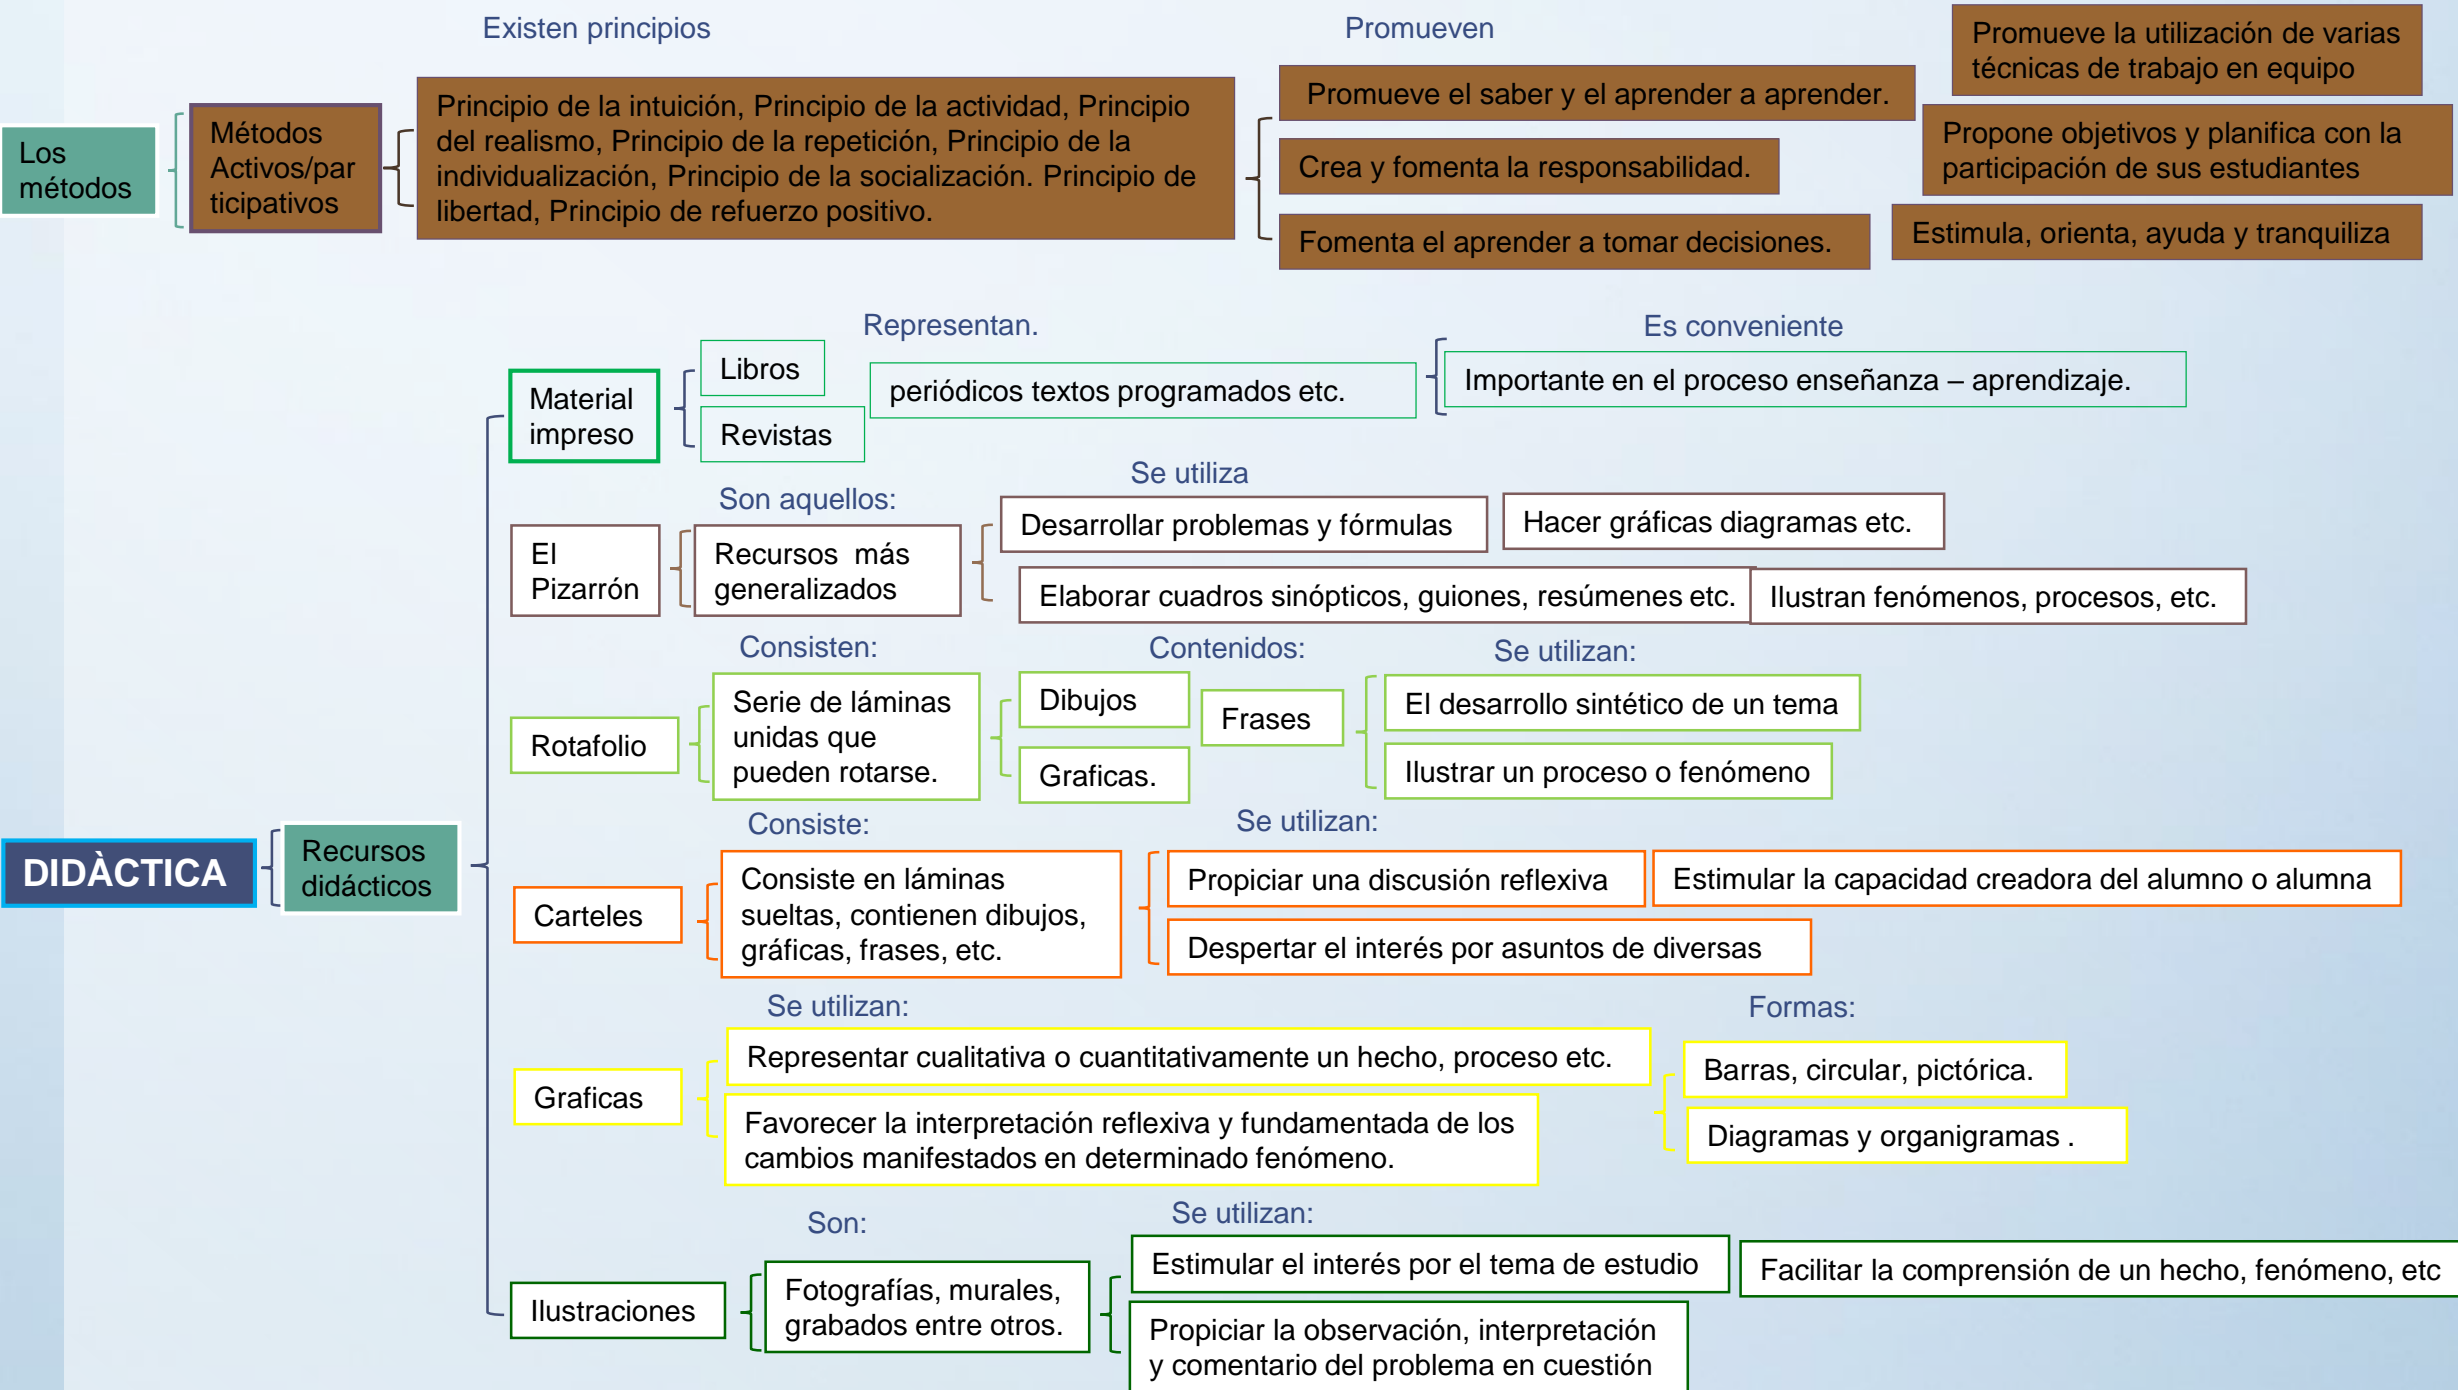 Existen principios
Promueven
Promueve la utilización de varias
técnicas de trabajo en equipo
Los
métodos
Métodos
Activos/par
ticipativos
Principio de la intuición, Principio de la actividad, Principio
del realismo, Principio de la repetición, Principio de la
individualización, Principio de la socialización. Principio de
libertad, Principio de refuerzo positivo.
Promueve el saber y el aprender a aprender.
Crea y fomenta la responsabilidad.
Fomenta el aprender a tomar decisiones.
Propone objetivos y planifica con la
participación de sus estudiantes
Estimula, orienta, ayuda y tranquiliza
DIDÀCTICA
Recursos
didácticos
Material
impreso
Libros
Revistas
Representan.
periódicos textos programados etc.
Es conveniente
Importante en el proceso enseñanza – aprendizaje.
El
Pizarrón
Son aquellos:
Recursos más
generalizados
Se utiliza
Desarrollar problemas y fórmulas
Hacer gráficas diagramas etc.
Elaborar cuadros sinópticos, guiones, resúmenes etc.
Ilustran fenómenos, procesos, etc.
Rotafolio
Consisten:
Serie de láminas
unidas que
pueden rotarse.
Contenidos:
Dibujos
Graficas.
Frases
Se utilizan:
El desarrollo sintético de un tema
Ilustrar un proceso o fenómeno
Carteles
Consiste:
Consiste en láminas
sueltas, contienen dibujos,
gráficas, frases, etc.
Se utilizan:
Propiciar una discusión reflexiva
Estimular la capacidad creadora del alumno o alumna
Despertar el interés por asuntos de diversas
Graficas
Se utilizan:
Representar cualitativa o cuantitativamente un hecho, proceso etc.
Favorecer la interpretación reflexiva y fundamentada de los
cambios manifestados en determinado fenómeno.
Formas:
Barras, circular, pictórica.
Diagramas y organigramas .
Ilustraciones
Son:
Fotografías, murales,
grabados entre otros.
Se utilizan:
Estimular el interés por el tema de estudio
Facilitar la comprensión de un hecho, fenómeno, etc
Propiciar la observación, interpretación
y comentario del problema en cuestión